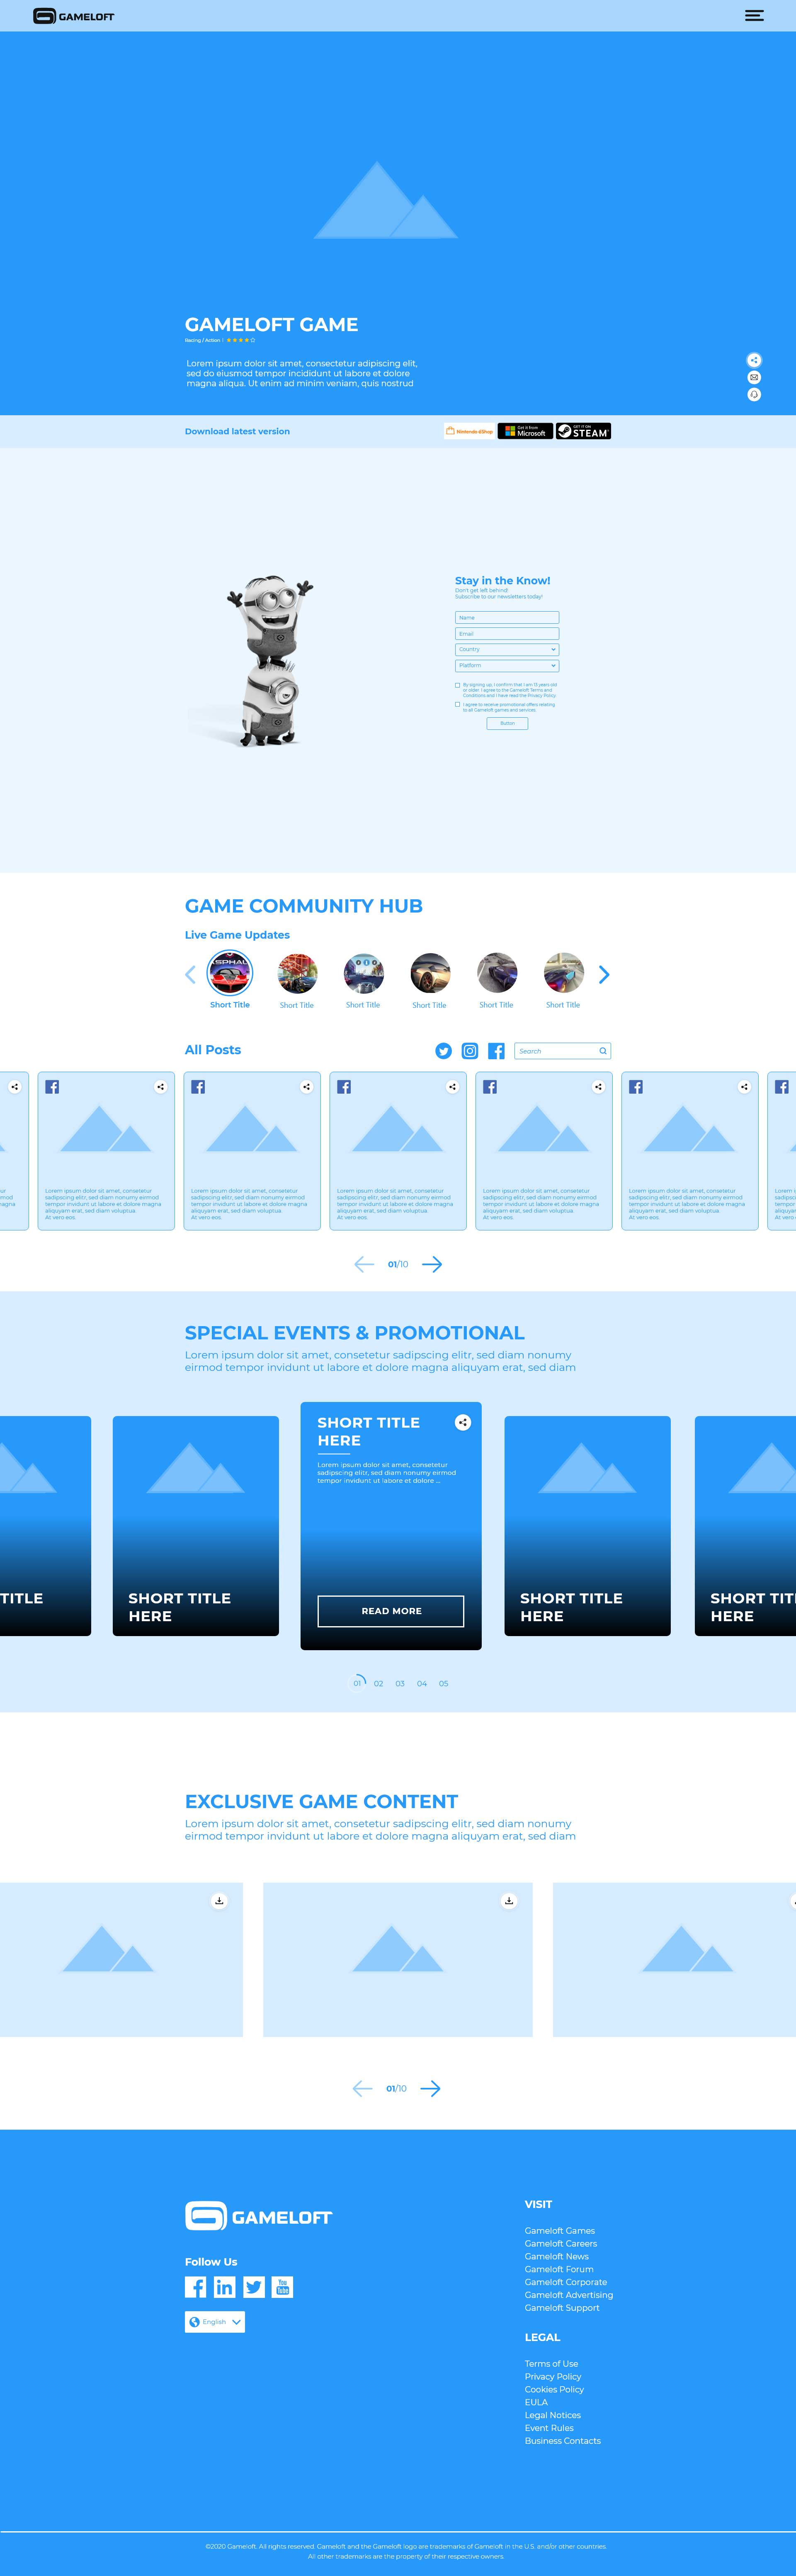 GAMELOFT
GAMELOFT GAME
Racing / Action |
Lorem ipsum dolor sit amet, consectetur adipiscing elit,
sed do eiusmod tempor incididunt ut labore et dolore
magna aliqua. Ut enim ad minim veniam, quis nostrud
Download latest version
Nintendo eShop
Get it from
Microsoft
GET IT ON
STEAM
Stay in the Know!
Don't get left behind!
Subscribe to our newsletters today!
Name
Email
Country
Platform
By signing up, I confirm that I am 13 years old
or older. I agree to the Gameloft Terms and
Conditions and I have read the Privacy Policy.
I agree to receive promotional offers relating
to all Gameloft games and services.
Button
GAME COMMUNITY HUB
Live Game Updates
Short Title
Short Title
Short Title
Short Title
Short Title
Short Title
All Posts
Search
Lorem ipsum dolor sit amet, consetetur
sadipscing elitr, sed diam nonumy eirmod
tempor invidunt ut labore et dolore magna
aliquyam erat, sed diam voluptua.
At vero eos.
Lorem ipsum dolor sit amet, consetetur
sadipscing elitr, sed diam nonumy eirmod
tempor invidunt ut labore et dolore magna
aliquyam erat, sed diam voluptua.
At vero eos.
Lorem ipsum dolor sit amet, consetetur
sadipscing elitr, sed diam nonumy eirmod
tempor invidunt ut labore et dolore magna
aliquyam erat, sed diam voluptua.
At vero eos.
Lorem ipsum dolor sit amet, consetetur
sadipscing elitr, sed diam nonumy eirmod
tempor invidunt ut labore et dolore magna
aliquyam erat, sed diam voluptua.
At vero eos.
Lorem ipsum dolor sit amet, consetetur
sadipscing elitr, sed diam nonumy eirmod
tempor invidunt ut labore et dolore magna
aliquyam erat, sed diam voluptua.
At vero eos.
01/10
SPECIAL EVENTS & PROMOTIONAL
Lorem ipsum dolor sit amet, consetetur sadipscing elitr, sed diam nonumy
eirmod tempor invidunt ut labore et dolore magna aliquyam erat, sed diam
TITLE
SHORT TITLE
HERE
SHORT TITLE
HERE
Lorem ipsum dolor sit amet, consetetur
sadipscing elitr, sed diam nonumy eirmod
tempor invidunt ut labore et dolore ...
READ MORE
SHORT TITLE
HERE
SHORT TIT
HERE
01 02 03 04 05
EXCLUSIVE GAME CONTENT
Lorem ipsum dolor sit amet, consetetur sadipscing elitr, sed diam nonumy
eirmod tempor invidunt ut labore et dolore magna aliquyam erat, sed diam
01/10
GAMELOFT
Follow Us
You
Tube
English
VISIT
Gameloft Games
Gameloft Careers
Gameloft News
Gameloft Forum
Gameloft Corporate
Gameloft Advertising
Gameloft Support
LEGAL
Terms of Use
Privacy Policy
Cookies Policy
EULA
Legal Notices
Event Rules
Business Contacts
©2020 Gameloft. All rights reserved. Gameloft and the Gameloft logo are trademarks of Gameloft in the U.S. and/or other countries.
All other trademarks are the property of their respective owners.